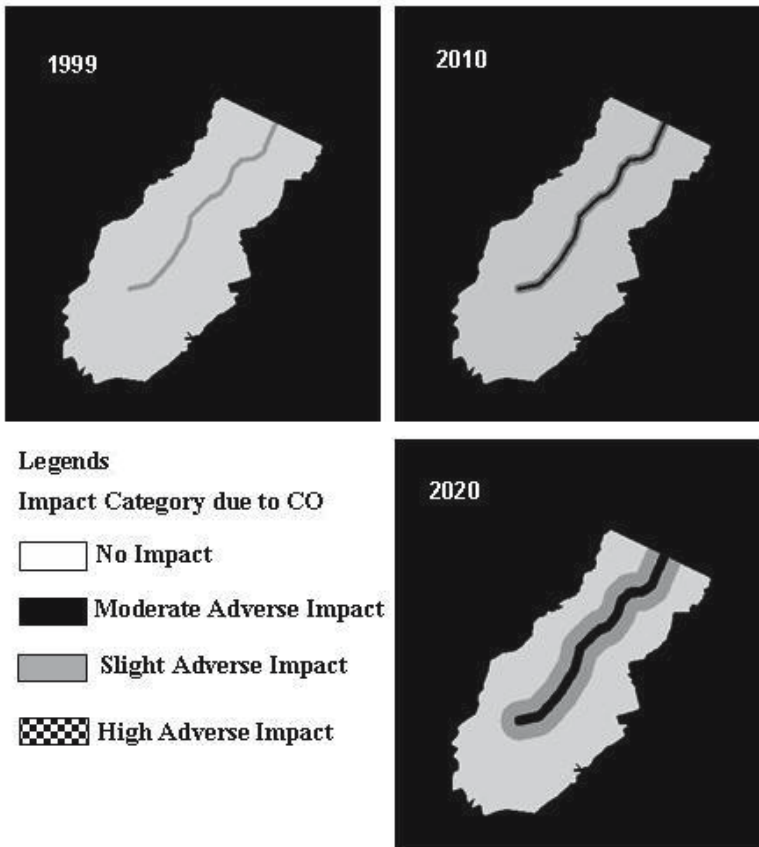 1999
2010
Legends
Impact Category due to CO
No Impact
Moderate Adverse Impact
Slight Adverse Impact
High Adverse Impact
2020